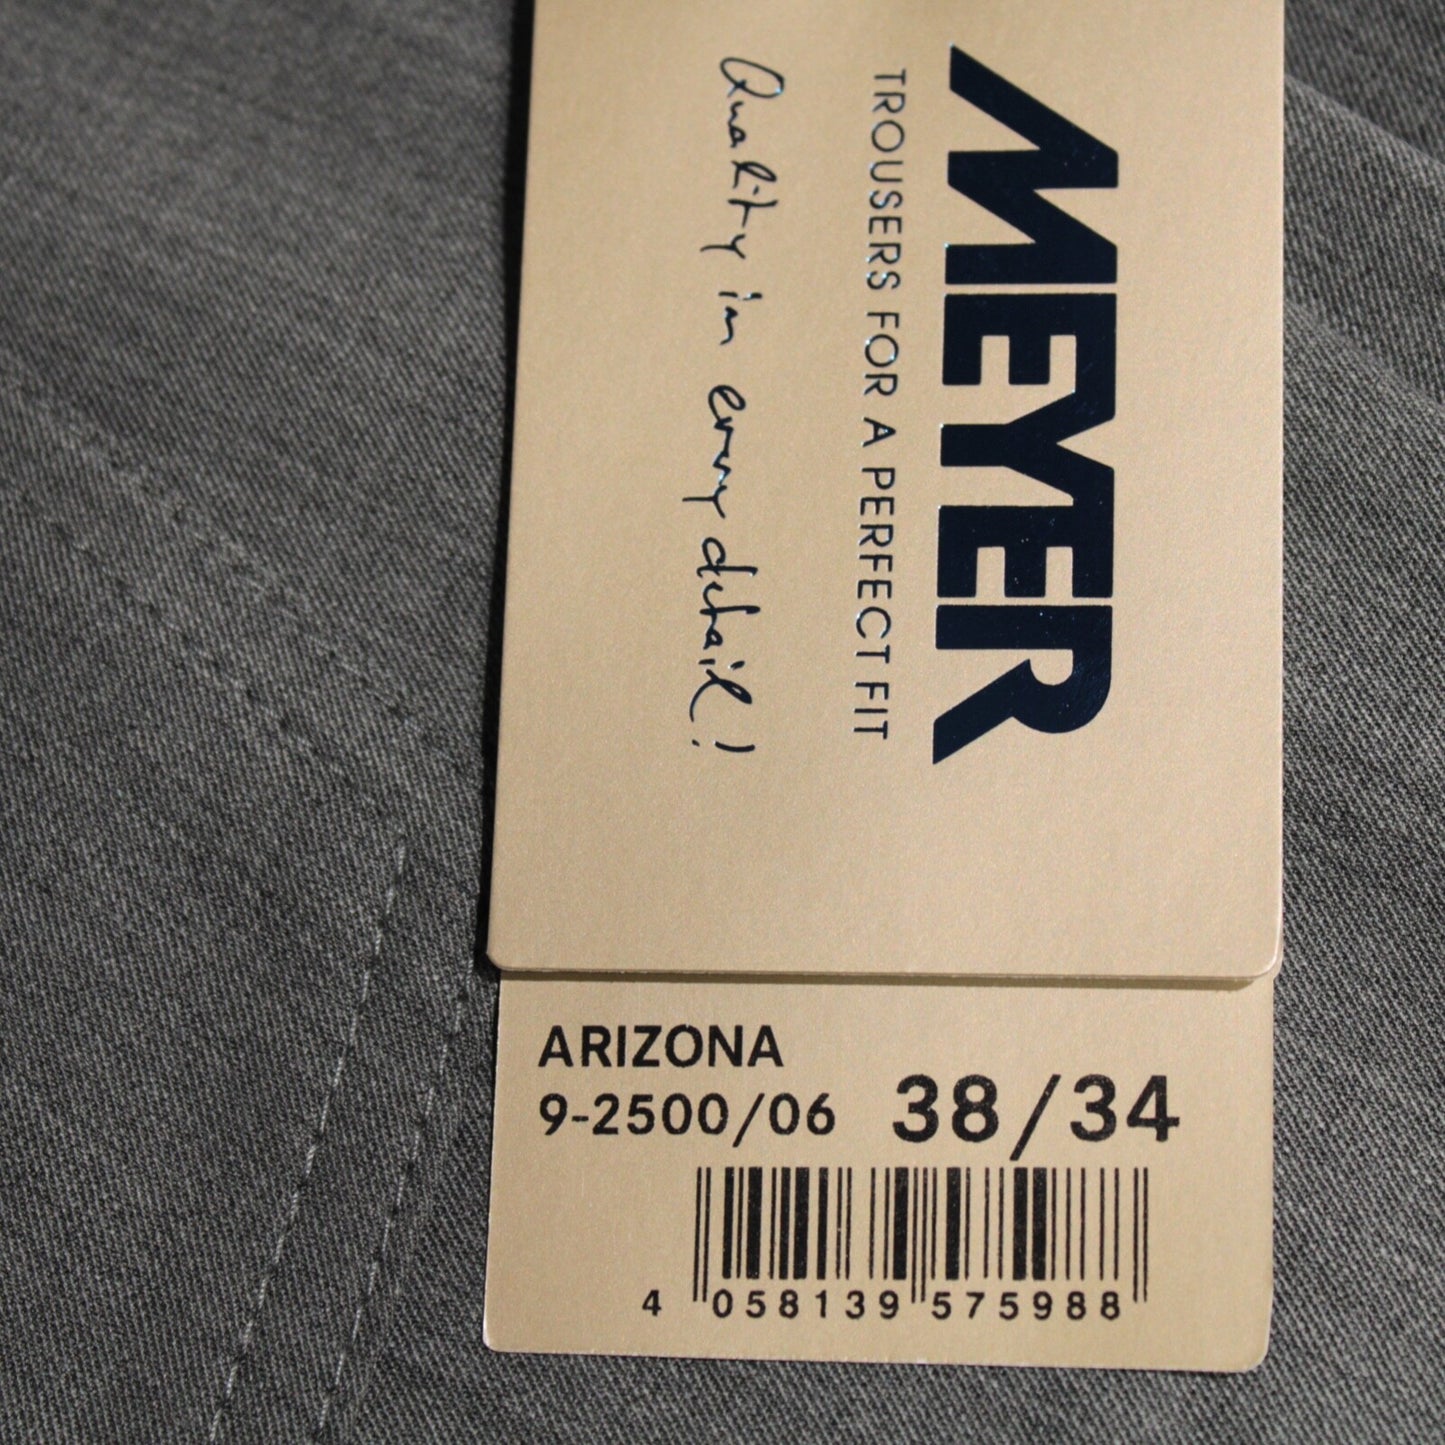 MEYER
TROUSERS FOR A PERFECT FIT
Quality in every detail!
ARIZONA
9-2500/06 38/34
4 058139 575988